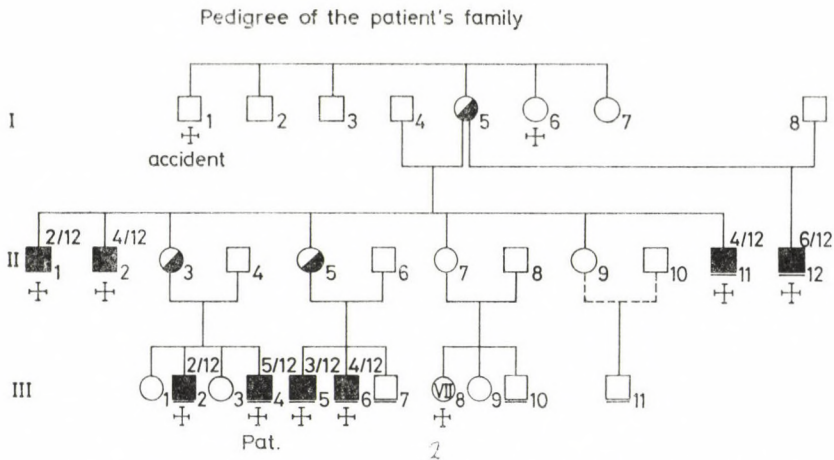 Pedigree of the patient's family
I 1 2 3 4 5 6 7 8
accident
2/12 4/12 4/12 6/12
II 1 2 3 4 5 6 7 8 9 10 11 12
2/12 5/12 3/12 4/12
III 1 2 3 4 5 6 7 VII 8 9 10 11
Pat. 2